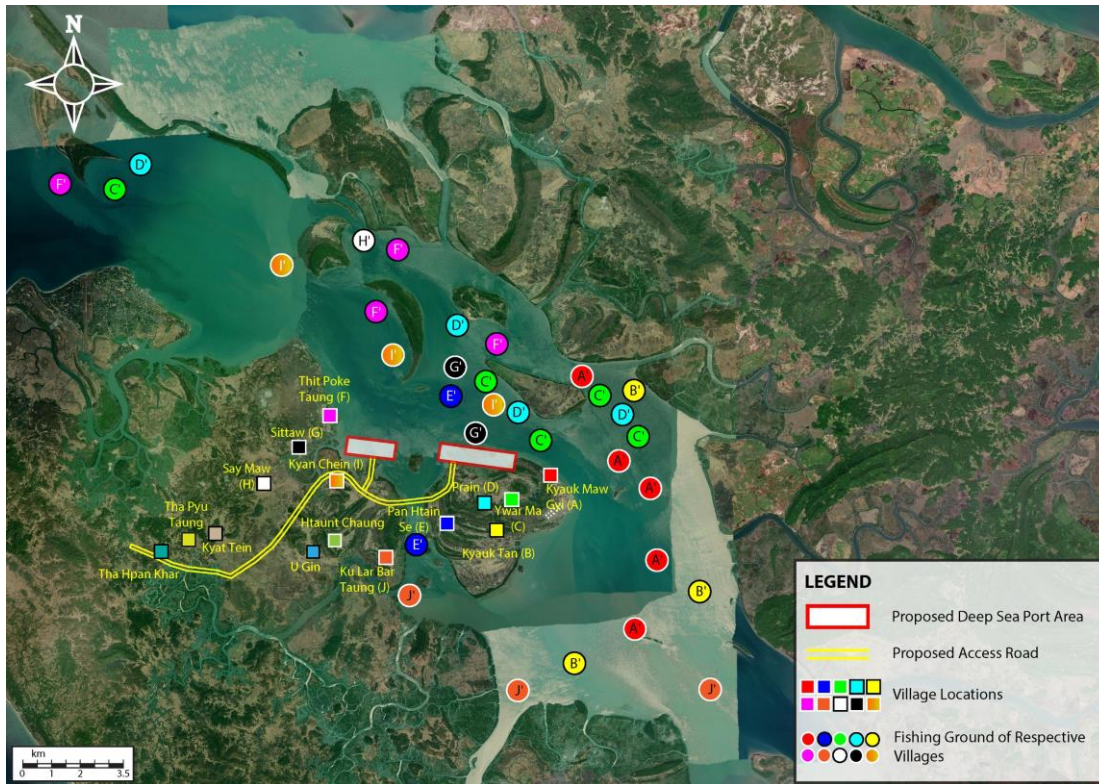 N
D'
F'
C'
H'
F'
I'
F'
D'
F'
G'
I'
C'
A'
E'
C'
B'
I'
D'
D'
Thit Poke
Taung (F)
G'
C'
C'
Sittaw (G)
A'
Kyan Chein (I)
Say Maw
(H)
Prain (D)
Kyauk Maw
Gyi (A)
A'
Tha Pyu
Taung
Pan Htain
Se (E)
Ywar Ma
(C)
Htaunt Chaung
Kyat Tein
Kyauk Tan (B)
E'
Tha Hpan Khar
U Gin
Ku Lar Bar
Taung (J)
A'
J'
B'
A'
B'
J'
J'
LEGEND
Proposed Deep Sea Port Area
Proposed Access Road
Village Locations
Fishing Ground of Respective
Villages
km
0 3.5